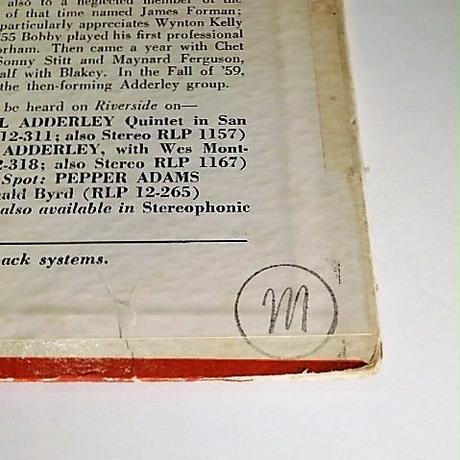 also to a neglected member of the
of that time named James Forman;
particularly appreciates Wynton Kelly
'55 Bobby played his first professional
orham. Then came a year with Chet
Sonny Stitt and Maynard Ferguson,
alf with Blakey. In the Fall of '59,
the then-forming Adderley group.
be heard on Riverside on—
L ADDERLEY Quintet in San
12-311; also Stereo RLP 1157)
ADDERLEY, with Wes Mont-
2-318; also Stereo RLP 1167)
Spot: PEPPER ADAMS
ald Byrd (RLP 12-265)
also available in Stereophonic
ack systems.
M